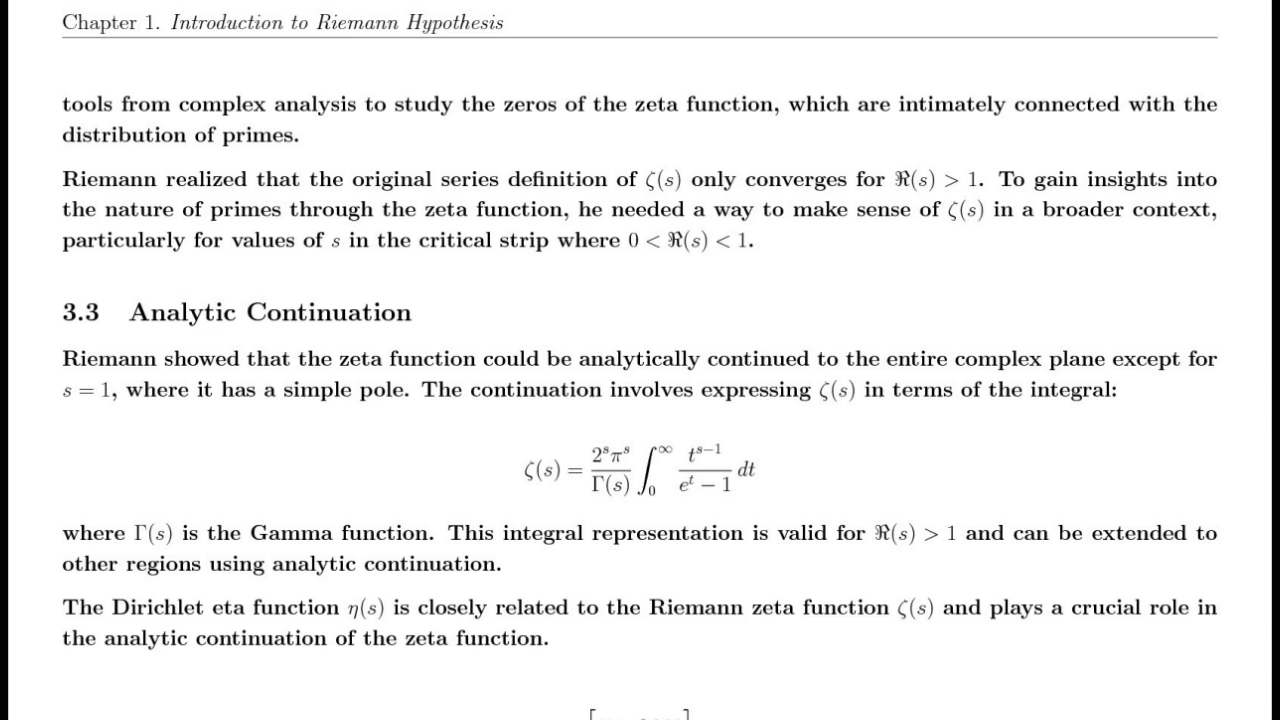 Chapter 1. Introduction to Riemann Hypothesis
tools from complex analysis to study the zeros of the zeta function, which are intimately connected with the
distribution of primes.
Riemann realized that the original series definition of ζ(s) only converges for ℜ(s) > 1. To gain insights into
the nature of primes through the zeta function, he needed a way to make sense of ζ(s) in a broader context,
particularly for values of s in the critical strip where 0 < ℜ(s) < 1.
3.3 Analytic Continuation
Riemann showed that the zeta function could be analytically continued to the entire complex plane except for
s = 1, where it has a simple pole. The continuation involves expressing ζ(s) in terms of the integral:
ζ(s) = \frac{2^s π^s}{Γ(s)} \int_0^∞ \frac{t^{s−1}}{e^t − 1} dt
where Γ(s) is the Gamma function. This integral representation is valid for ℜ(s) > 1 and can be extended to
other regions using analytic continuation.
The Dirichlet eta function η(s) is closely related to the Riemann zeta function ζ(s) and plays a crucial role in
the analytic continuation of the zeta function.